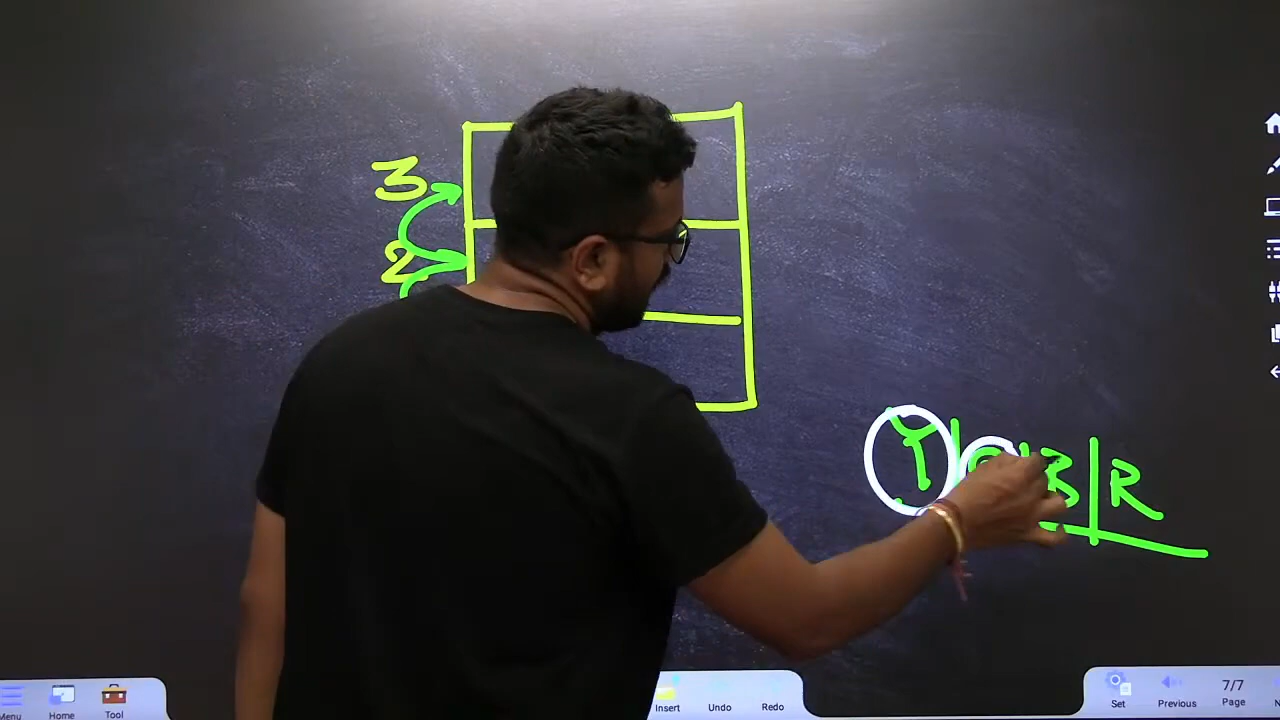 3
2
Y | G | B | R
Menu
Home
Tool
Insert
Undo
Redo
Set
Previous
7/7
Page